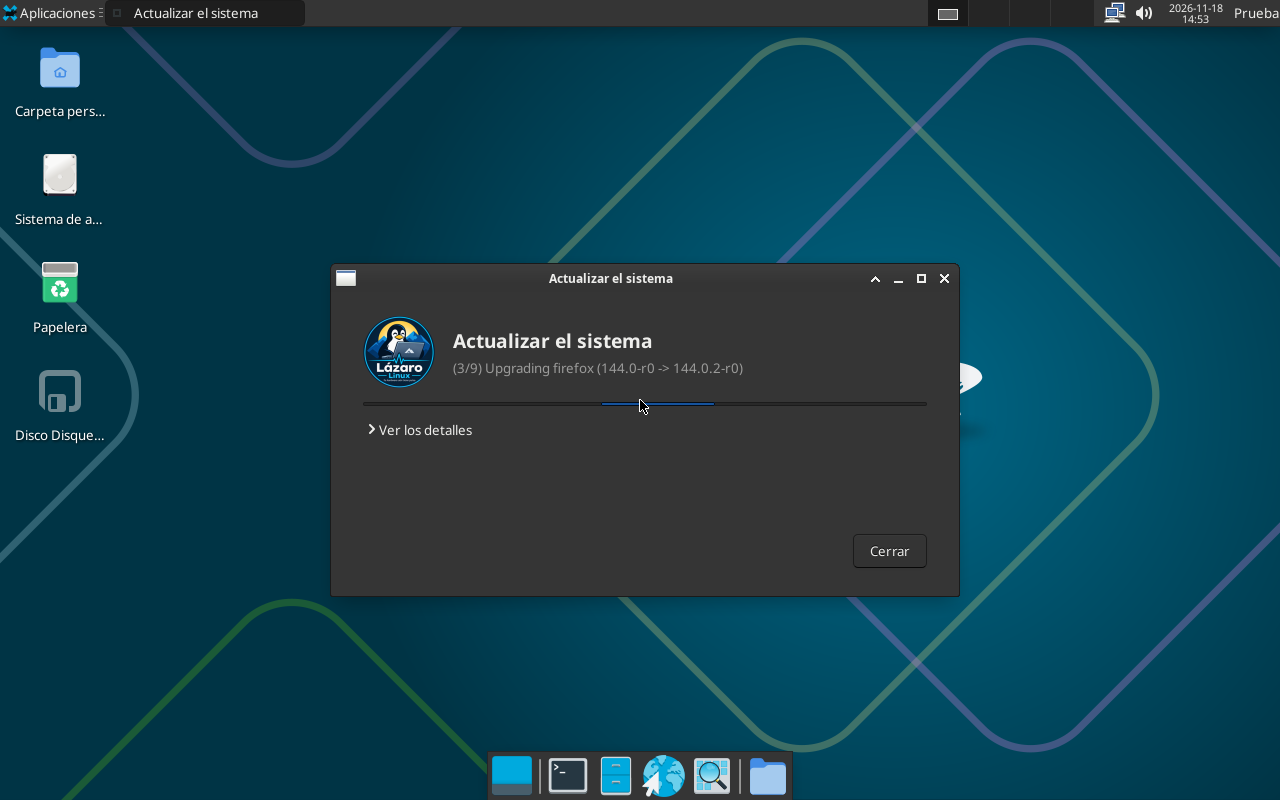 Aplicaciones
Actualizar el sistema
2026-11-18
14:53
Prueba
Carpeta pers...
Sistema de a...
Papelera
Disco Disque...
Actualizar el sistema
Lázaro
Linux
Actualizar el sistema
(3/9) Upgrading firefox (144.0-r0 -> 144.0.2-r0)
Ver los detalles
Cerrar